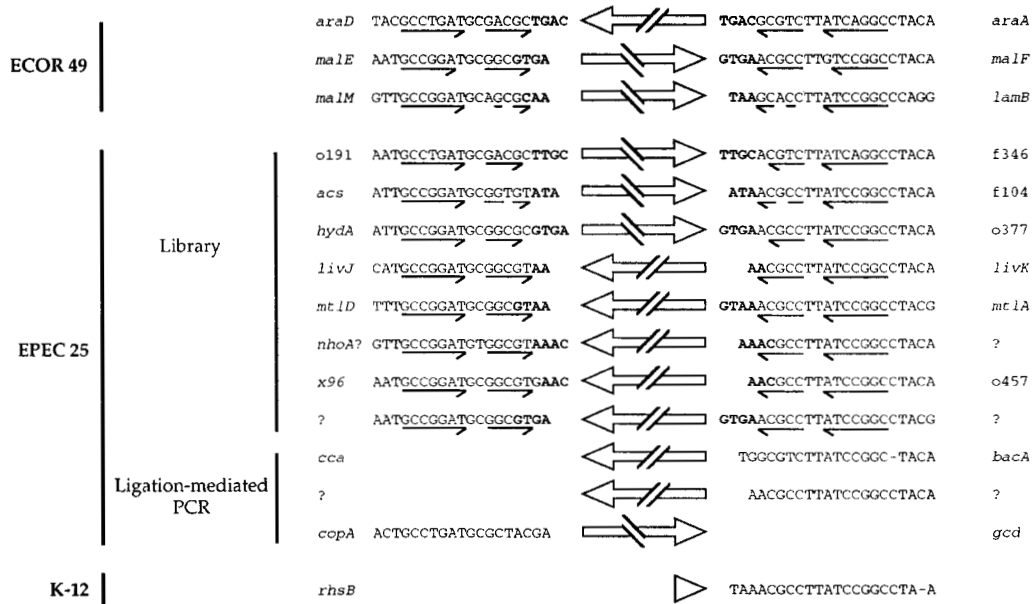 araD TACGCCTGATGCGACGCTGAC TGACGCGTCTTATCAGGCCTACA araA
ECOR 49 malE AATGCCGGATGCGGCGTGA GTGAACGCCTTGTCCGGCCTACA malF
malM GTTGCCGGATGCAGCGCAA TAAGCACCTTATCCGGCCCAGG lamB
o191 AATGCCTGATGCGACGCTTGC TTGCACGTCTTATCAGGCCTACA f346
acs ATTGCCGGATGCGGTGTATA ATAACGCCTTATCCGGCCTACA f104
hydA ATTGCCGGATGCGGCGCGTGA GTGAACGCCTTATCCGGCCTACA o377
Library
livJ CATGCCGGATGCGGCGTAA AACGCCTTATCCGGCCTACA livK
mtlD TTTGCCGGATGCGGCGTAA GTAAACGCCTTATCCGGCCTACG mtlA
EPEC 25 nhoA? GTTGCCGGATGTGGCGTAAAC AAACGCCTTATCCGGCCTACA ?
x96 AATGCCGGATGCGGCGTGAAC AACGCCTTATCCGGCCTACA o457
? AATGCCGGATGCGGCGTGA GTGAACGCCTTATCCGGCCTACG ?
cca TGGCGTCTTATCCGGC-TACA bacA
Ligation-mediated
PCR
? AACGCCTTATCCGGCCTACA ?
copA ACTGCCTGATGCGCTACGA gcd
K-12 rhsB TAAACGCCTTATCCGGCCTA-A